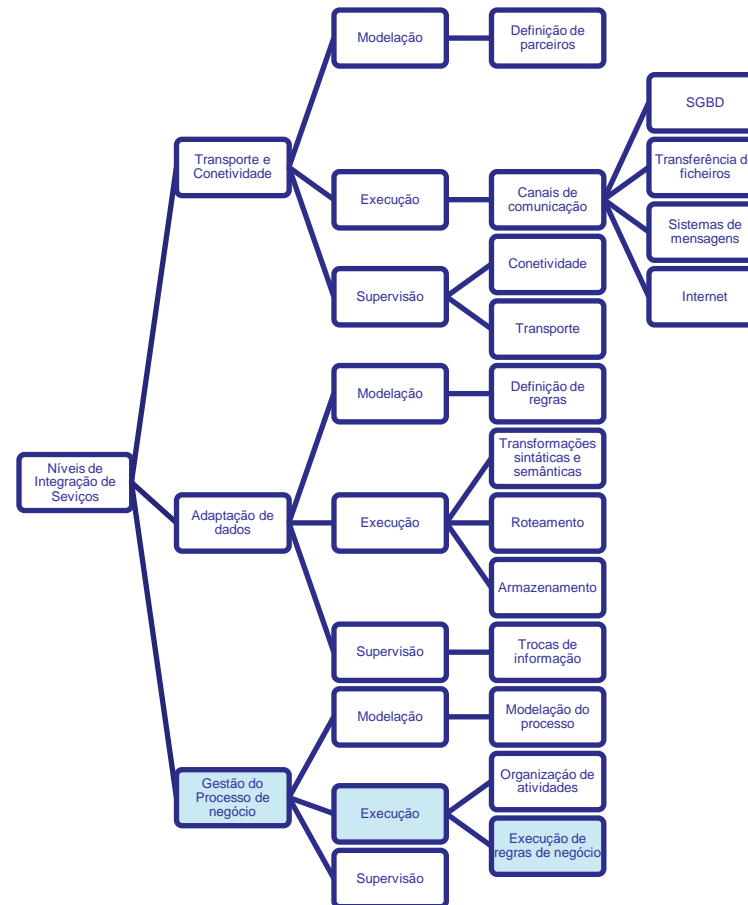 Modelação
Definição de
parceiros
SGBD
Transporte e
Conetividade
Transferência d
ficheiros
Execução
Canais de
comunicação
Sistemas de
mensagens
Conetividade
Supervisão
Internet
Transporte
Modelação
Definição de
regras
Transformações
sintáticas e
semânticas
Níveis de
Integração de
Seviços
Adaptação de
dados
Execução
Roteamento
Armazenamento
Supervisão
Trocas de
informação
Modelação
Modelação do
processo
Gestão do
Processo de
negócio
Organizaçáo de
atividades
Execução
Execução de
regras de negócio
Supervisão